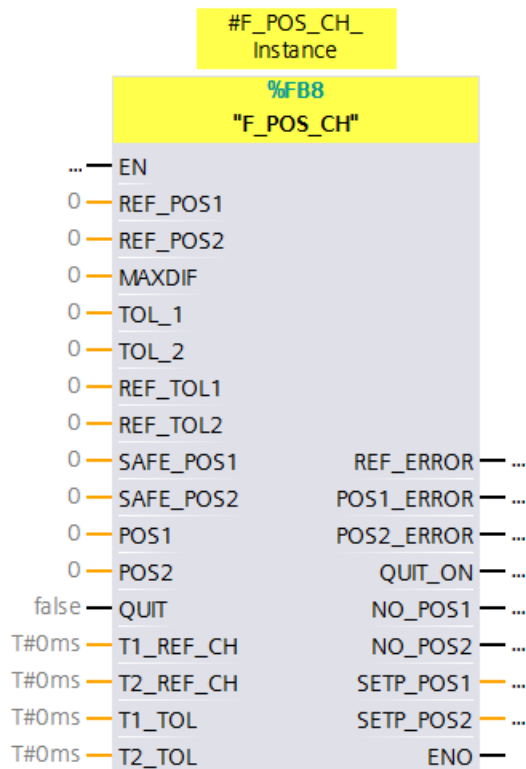 #F_POS_CH_
Instance
%FB8
"F_POS_CH"
... EN
0 REF_POS1
0 REF_POS2
0 MAXDIF
0 TOL_1
0 TOL_2
0 REF_TOL1
0 REF_TOL2
0 SAFE_POS1 REF_ERROR ...
0 SAFE_POS2 POS1_ERROR ...
0 POS1 POS2_ERROR ...
0 POS2 QUIT_ON ...
false QUIT NO_POS1 ...
T#0ms T1_REF_CH NO_POS2 ...
T#0ms T2_REF_CH SETP_POS1 ...
T#0ms T1_TOL SETP_POS2 ...
T#0ms T2_TOL ENO